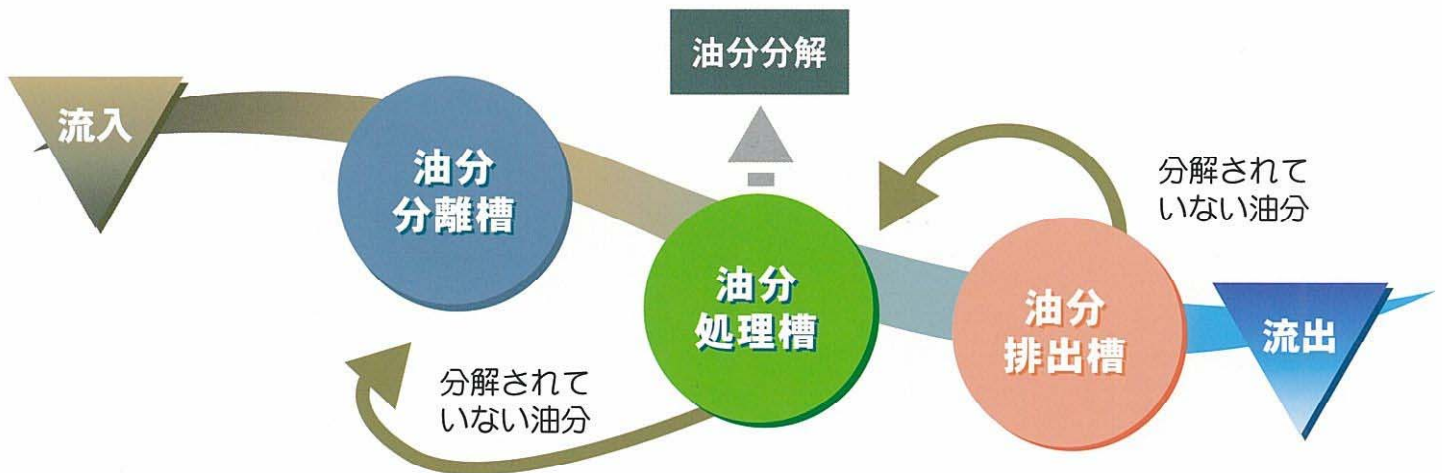 油分分解
流入
油分
分離槽
分解されて
いない油分
油分
処理槽
油分
排出槽
流出
分解されて
いない油分